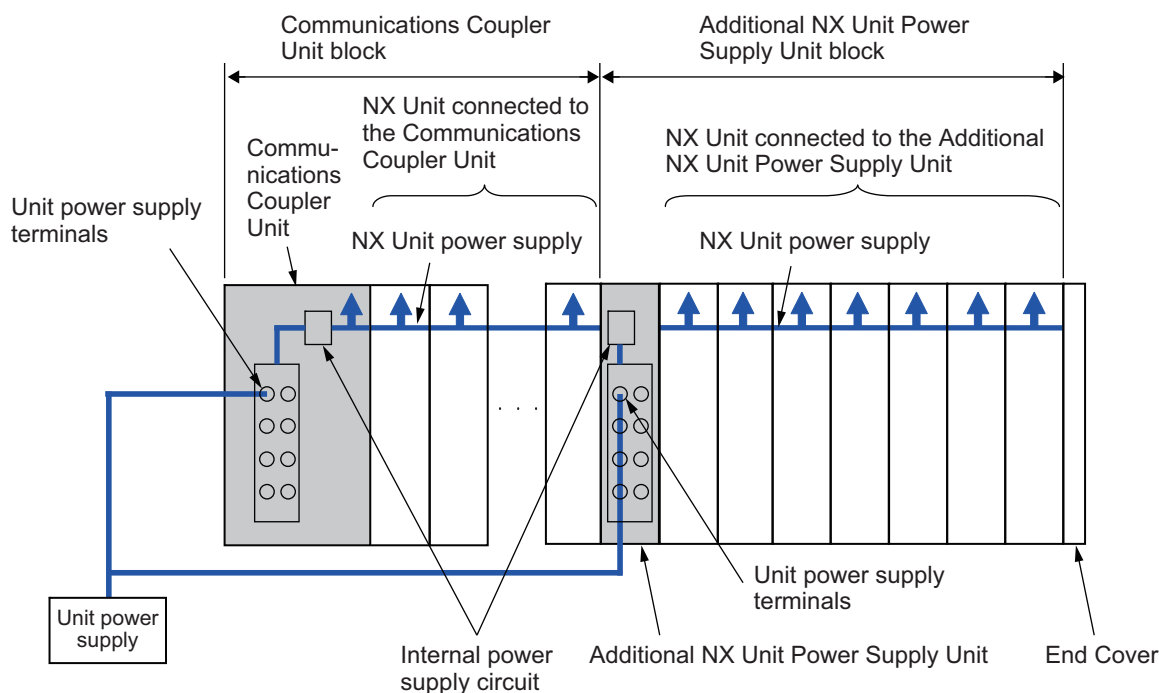 Communications Coupler
Unit block
Additional NX Unit Power
Supply Unit block
NX Unit connected to
the Communications
Coupler Unit
NX Unit connected to the Additional
NX Unit Power Supply Unit
Commu-
nications
Coupler
Unit
Unit power supply
terminals
NX Unit power supply
NX Unit power supply
. . .
Unit power
supply
Unit power supply
terminals
Internal power
supply circuit
Additional NX Unit Power Supply Unit
End Cover